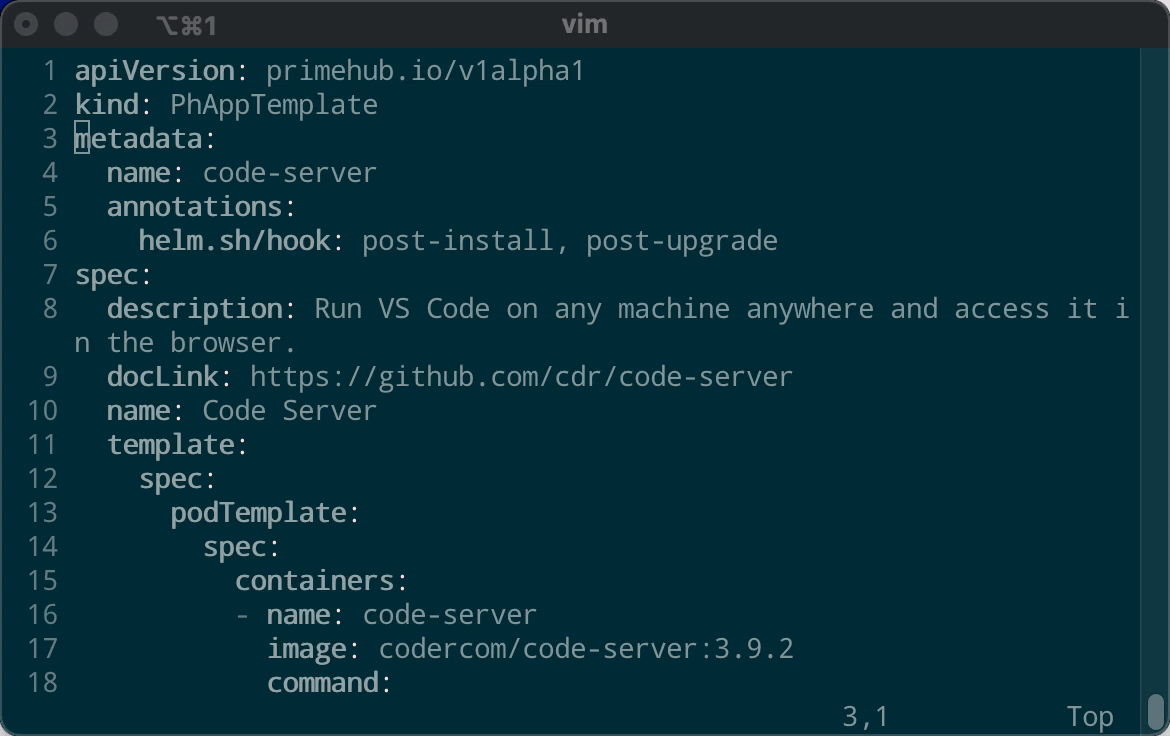 ⌥⌘1 vim
1 apiVersion: primehub.io/v1alpha1
2 kind: PhAppTemplate
3 metadata:
4   name: code-server
5   annotations:
6     helm.sh/hook: post-install, post-upgrade
7 spec:
8   description: Run VS Code on any machine anywhere and access it i
n the browser.
9   docLink: https://github.com/cdr/code-server
10   name: Code Server
11   template:
12     spec:
13       podTemplate:
14         spec:
15           containers:
16           - name: code-server
17             image: codercom/code-server:3.9.2
18             command:
3,1 Top